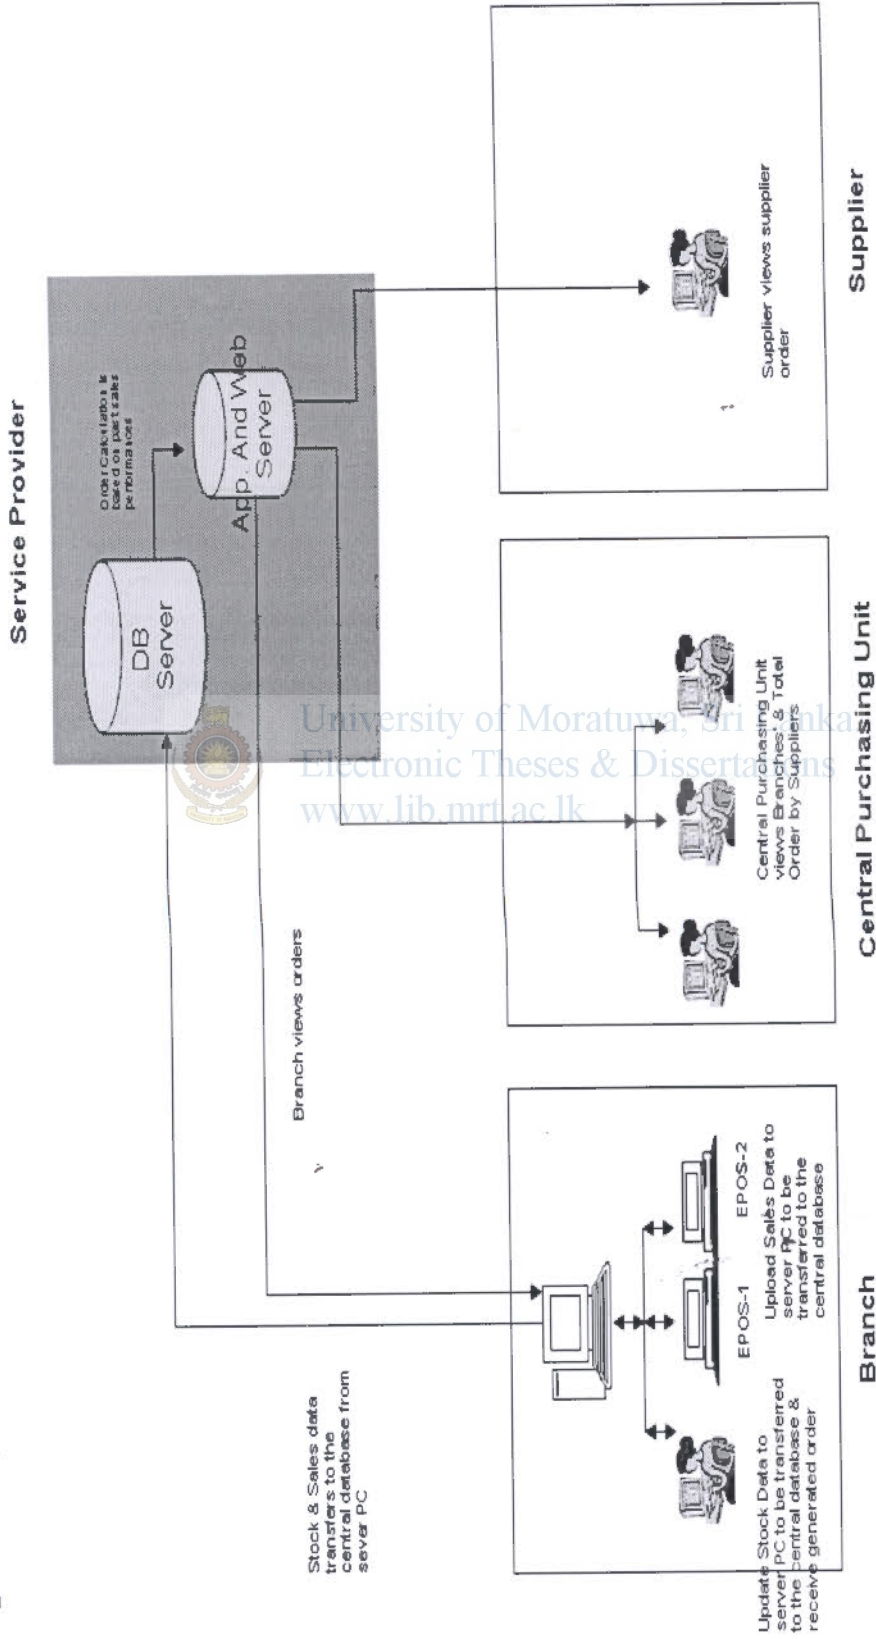 Service Provider
Order Calculation is
based on past sales
performances
DB
Server
App. And Web
Server
Stock & Sales data
transfers to the
central database from
sever PC
Branch views orders
University of Moratuwa, Sri Lanka
Electronic Theses & Dissertations
www.lib.mrt.ac.lk
EPOS-1
EPOS-2
Update Stock Data to
server PC to be transferred
to the central database &
receive generated order
Upload Sales Data to
server PC to be
transferred to the
central database
Central Purchasing Unit
views Branches & Total
Order by Suppliers
Supplier views supplier
order
Branch
Central Purchasing Unit
Supplier